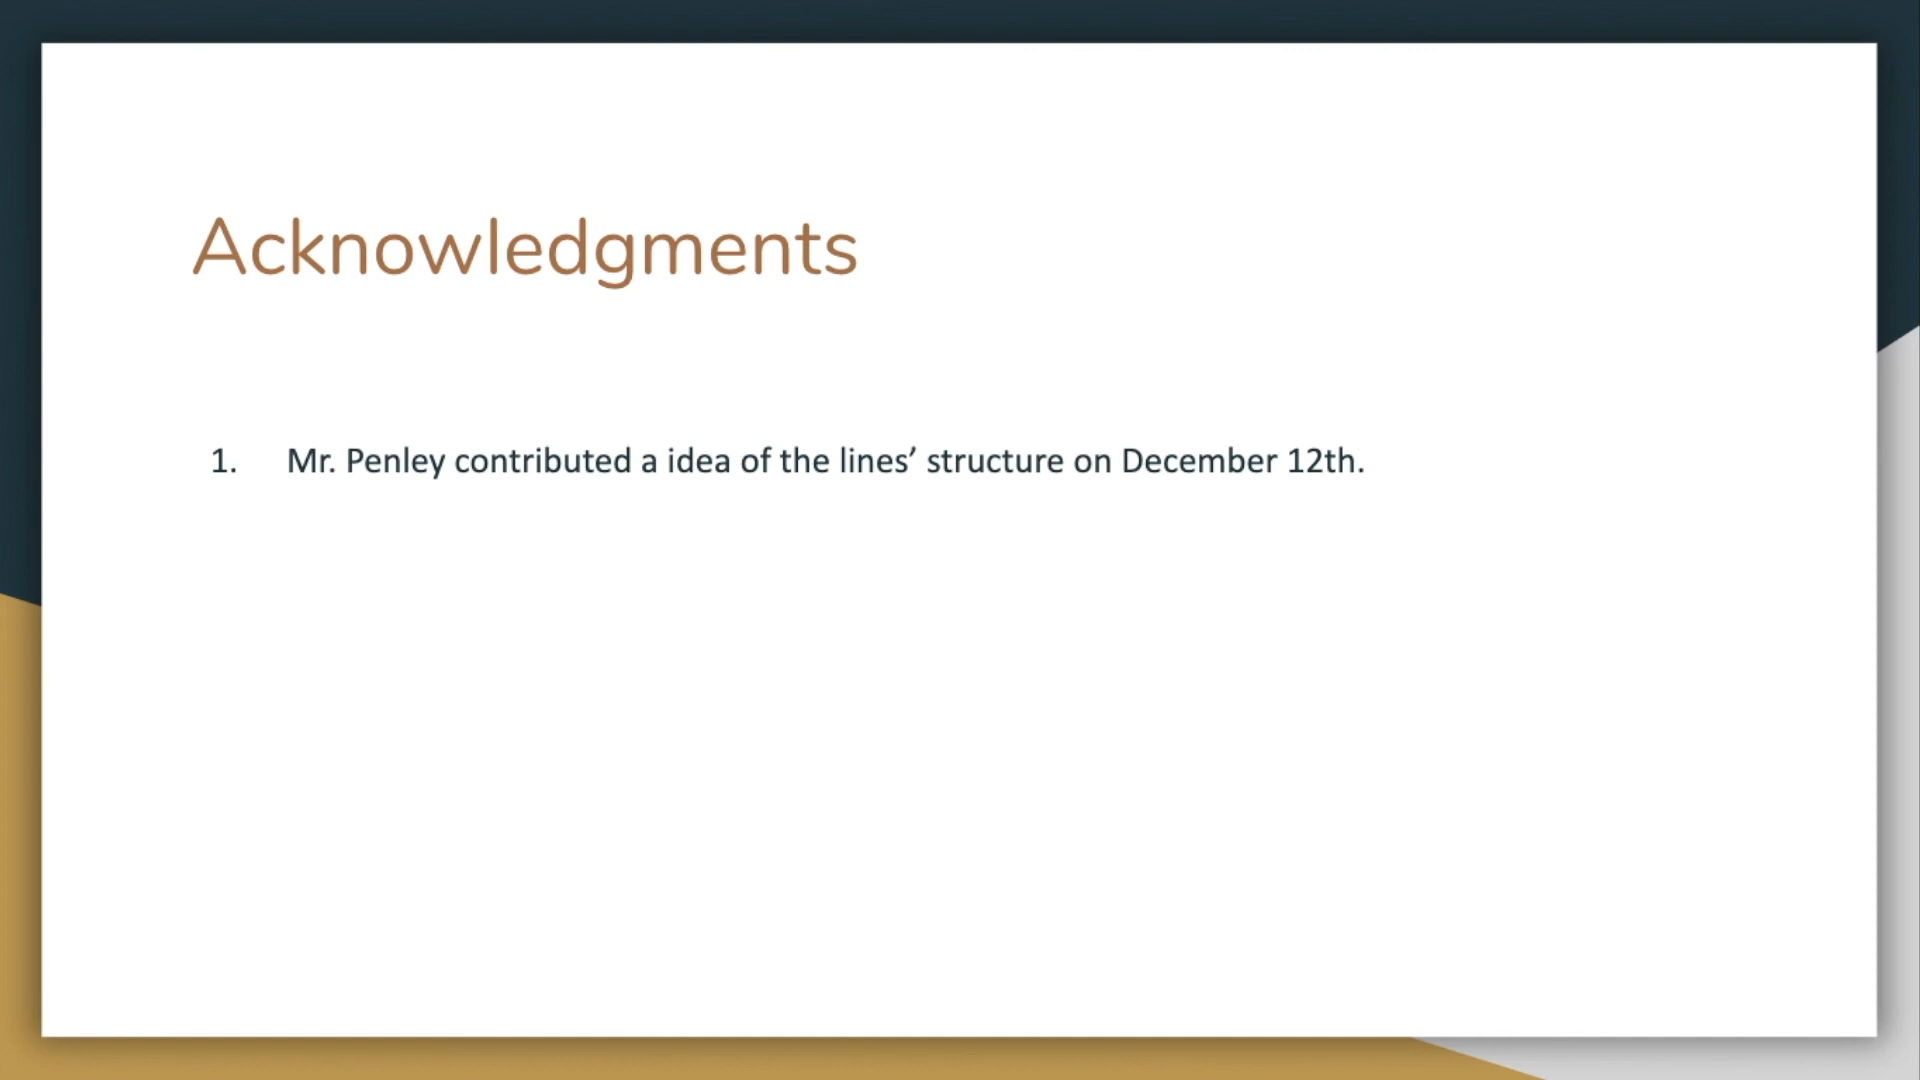 Acknowledgments
1. Mr. Penley contributed a idea of the lines’ structure on December 12th.